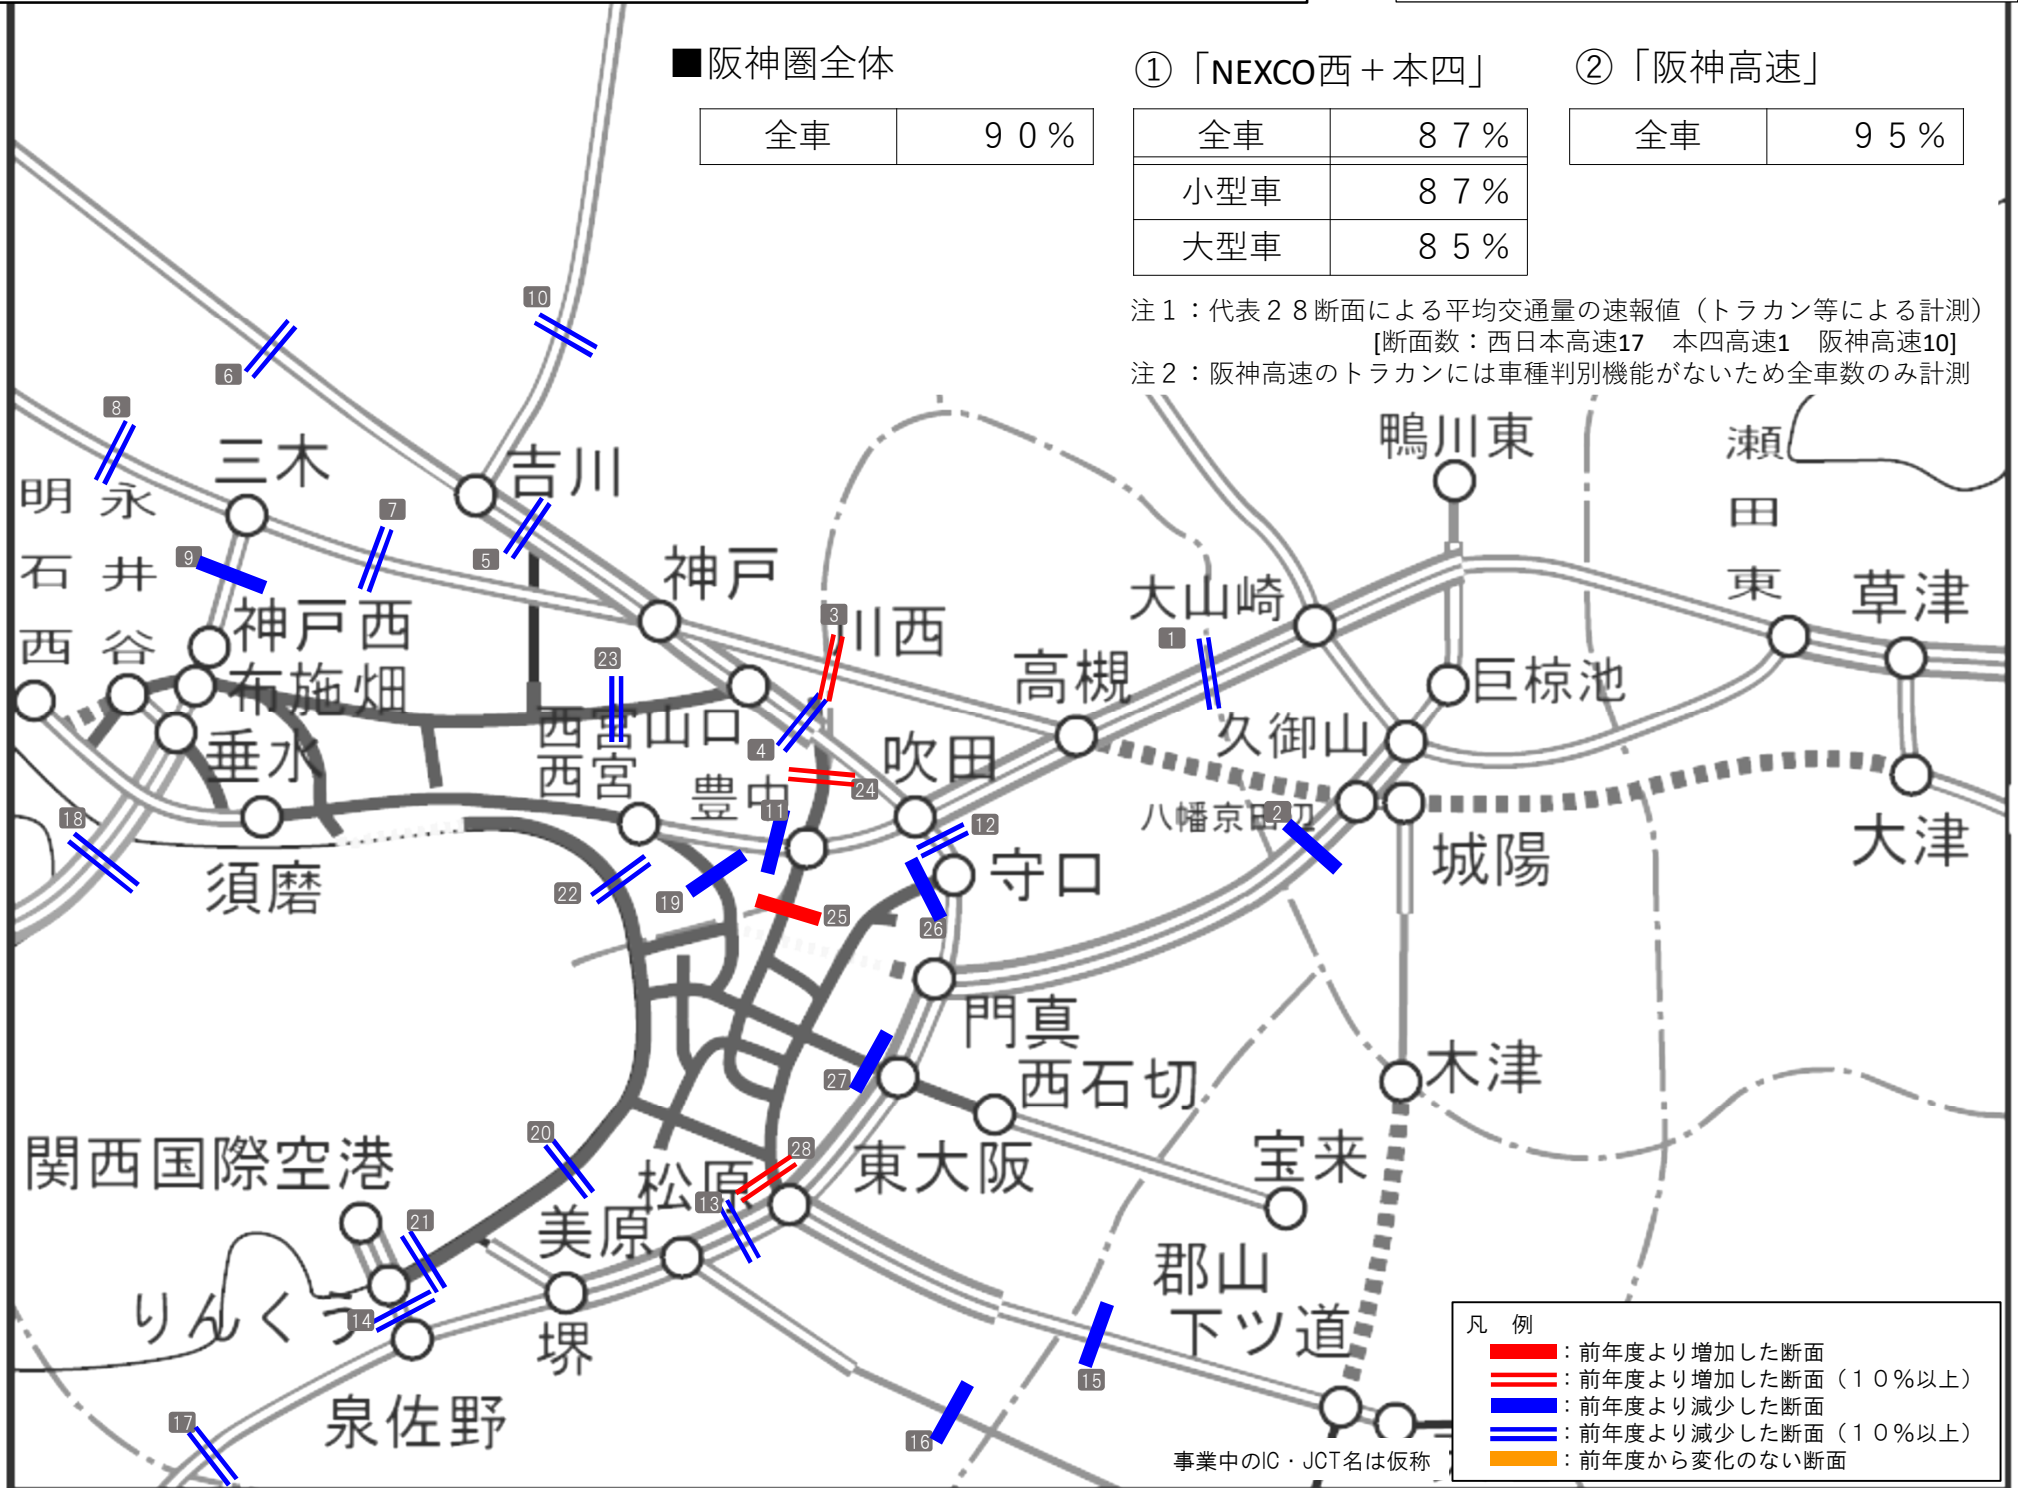 ■阪神圏全体
全車 ９０%
①「NEXCO西＋本四」
全車 ８７%
小型車 ８７%
大型車 ８５%
②「阪神高速」
全車 ９５%
注１：代表２８断面による平均交通量の速報値（トラカン等による計測）
[断面数：西日本高速17　本四高速1　阪神高速10]
注２：阪神高速のトラカンには車種判別機能がないため全車数のみ計測
10
6
8
三木
吉川
鴨川東
瀬田東
明石西
永井谷
7
5
9
神戸
神戸西
布施畑
3
川西
大山崎
1
草津
高槻
巨椋池
23
西宮山口
西宮
4
久御山
垂水
吹田
豊中
24
11
12
八幡京田辺
2
城陽
大津
18
須磨
22
19
守口
25
26
門真
27
西石切
木津
関西国際空港
20
松原
28
東大阪
宝来
13
21
美原
りんくう
14
堺
郡山
下ツ道
15
泉佐野
17
16
事業中のIC・JCT名は仮称
凡　例
：前年度より増加した断面
：前年度より増加した断面（１０％以上）
：前年度より減少した断面
：前年度より減少した断面（１０％以上）
：前年度から変化のない断面